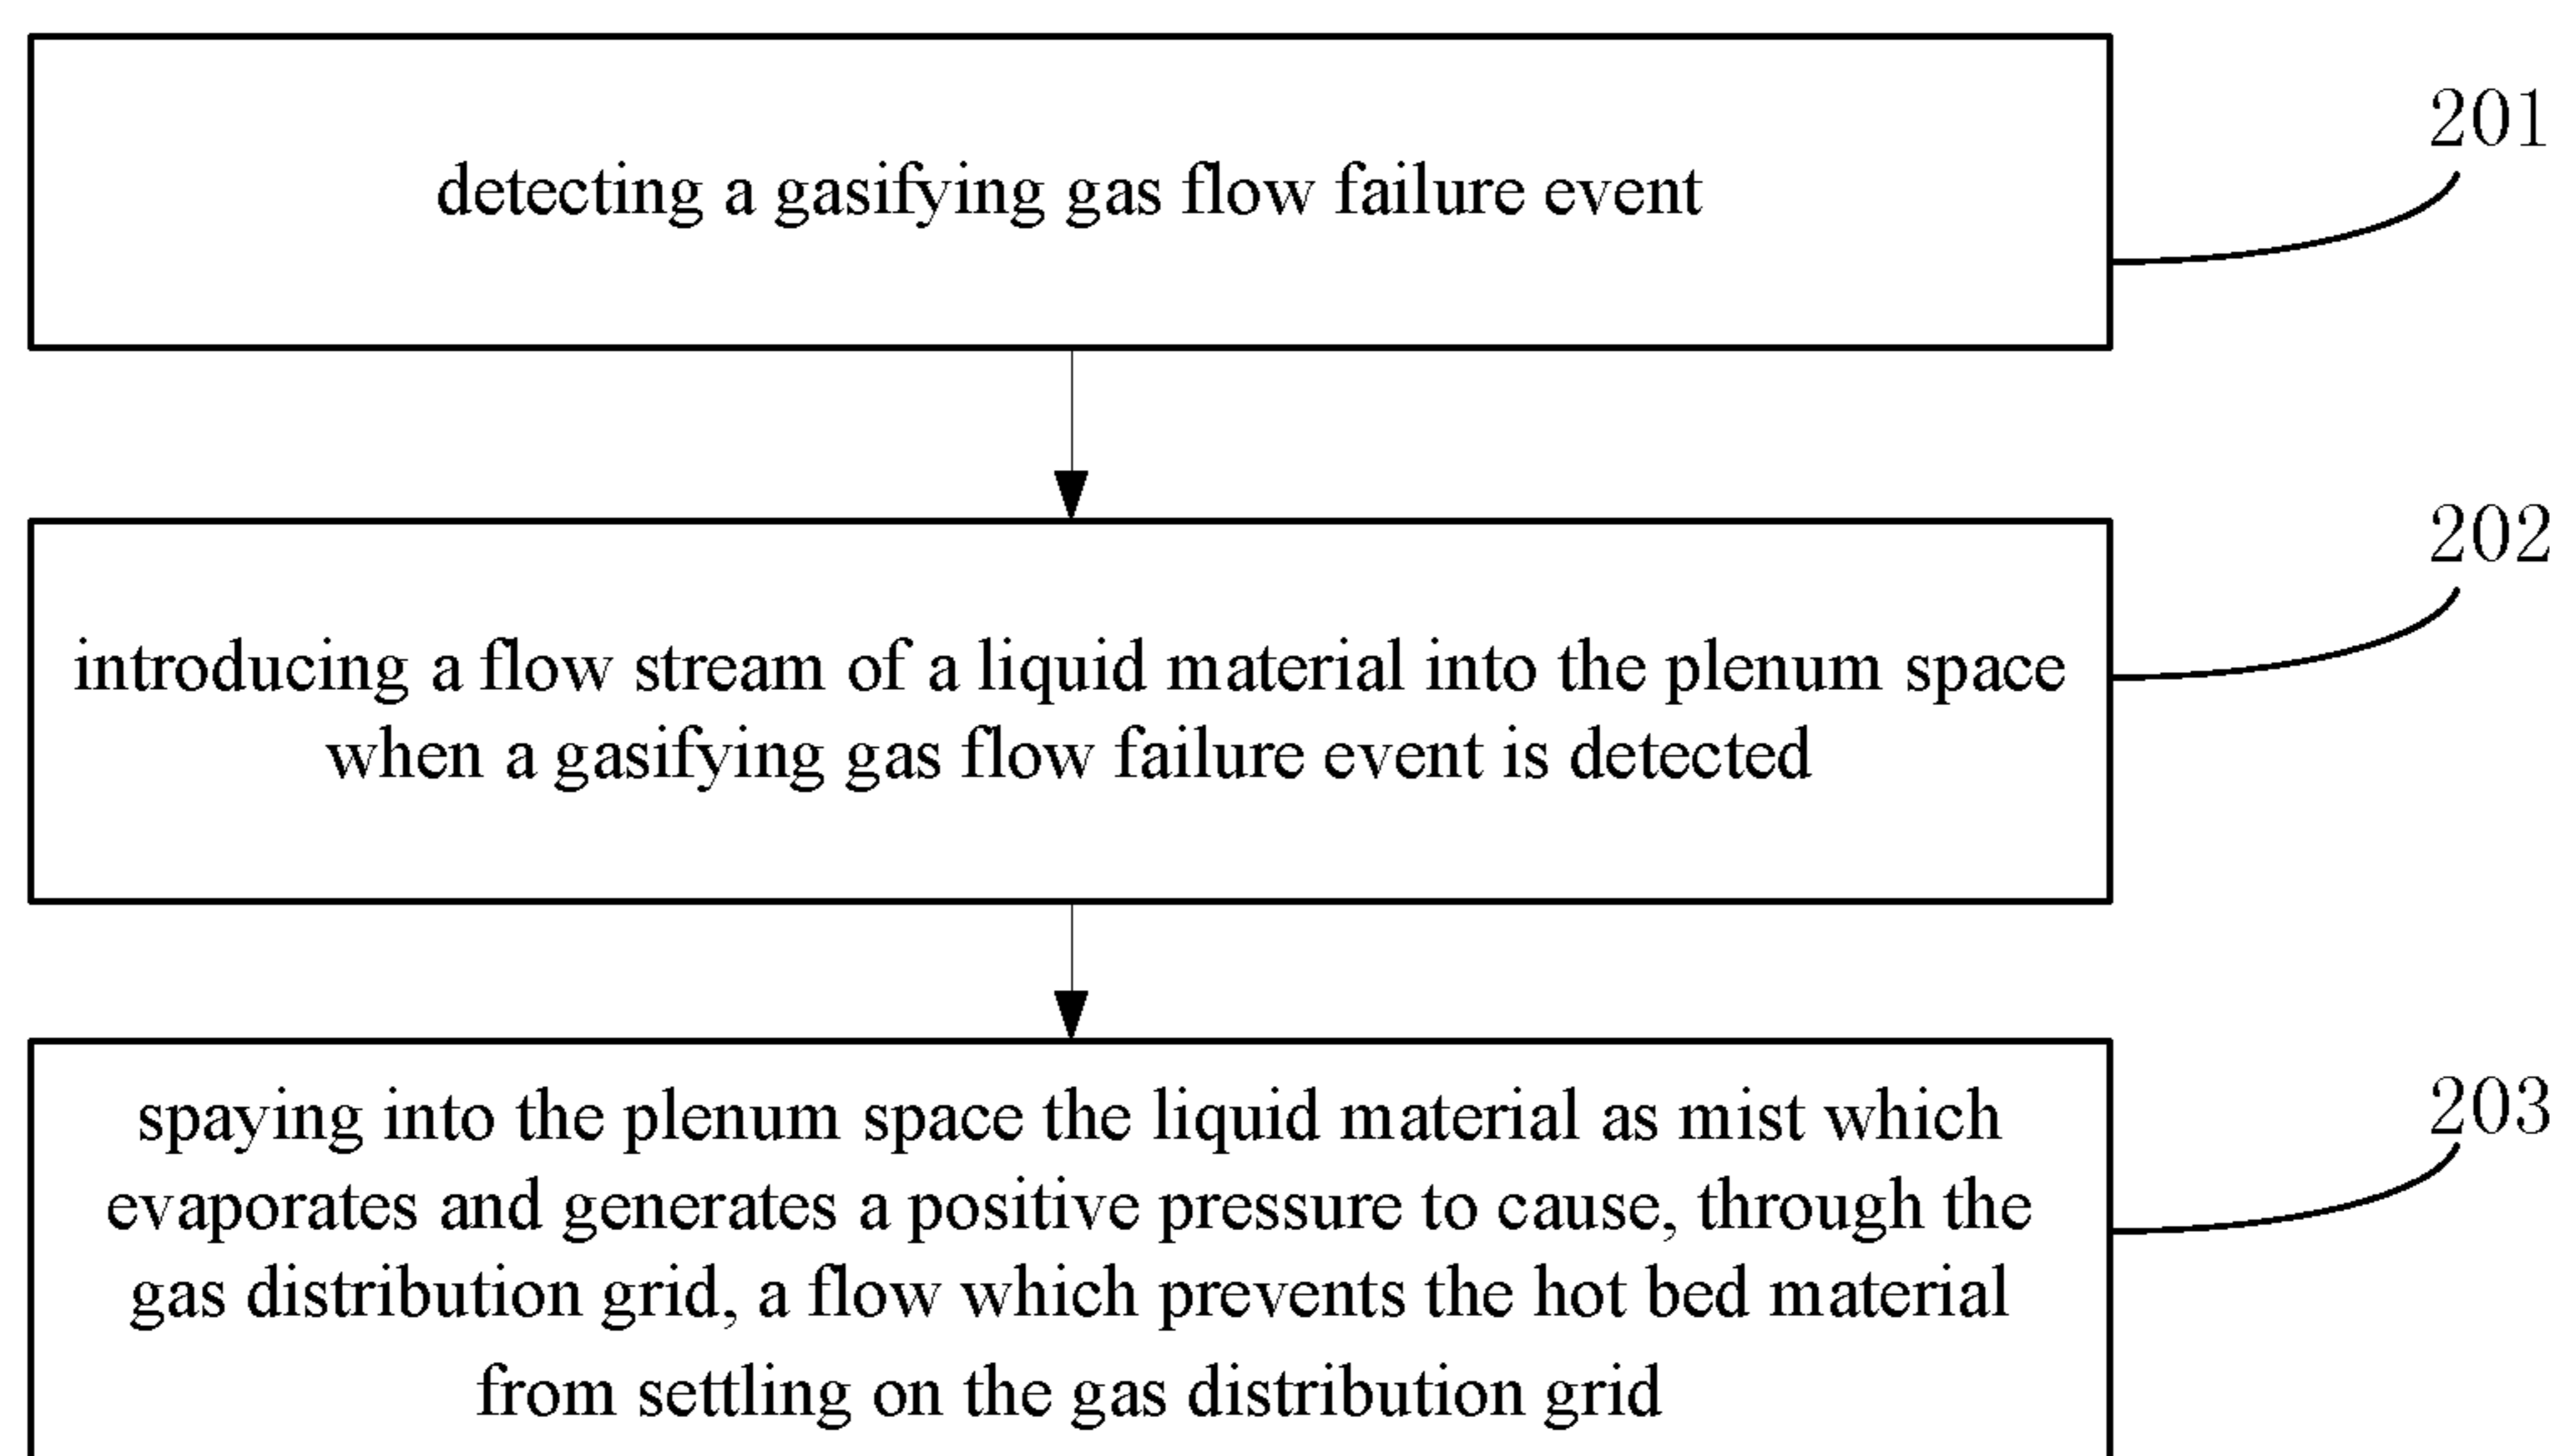 detecting a gasifying gas flow failure event
201
introducing a flow stream of a liquid material into the plenum space
when a gasifying gas flow failure event is detected
202
spaying into the plenum space the liquid material as mist which
evaporates and generates a positive pressure to cause, through the
gas distribution grid, a flow which prevents the hot bed material
from settling on the gas distribution grid
203